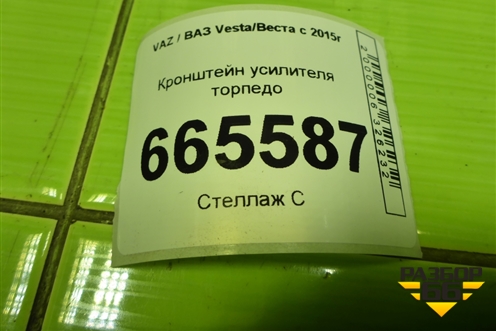 VAZ / ВАЗ Vesta/Веста с 2015г
Кронштейн усилителя
торпедо
665587
Стеллаж С
2000006326232
РАЗБОР